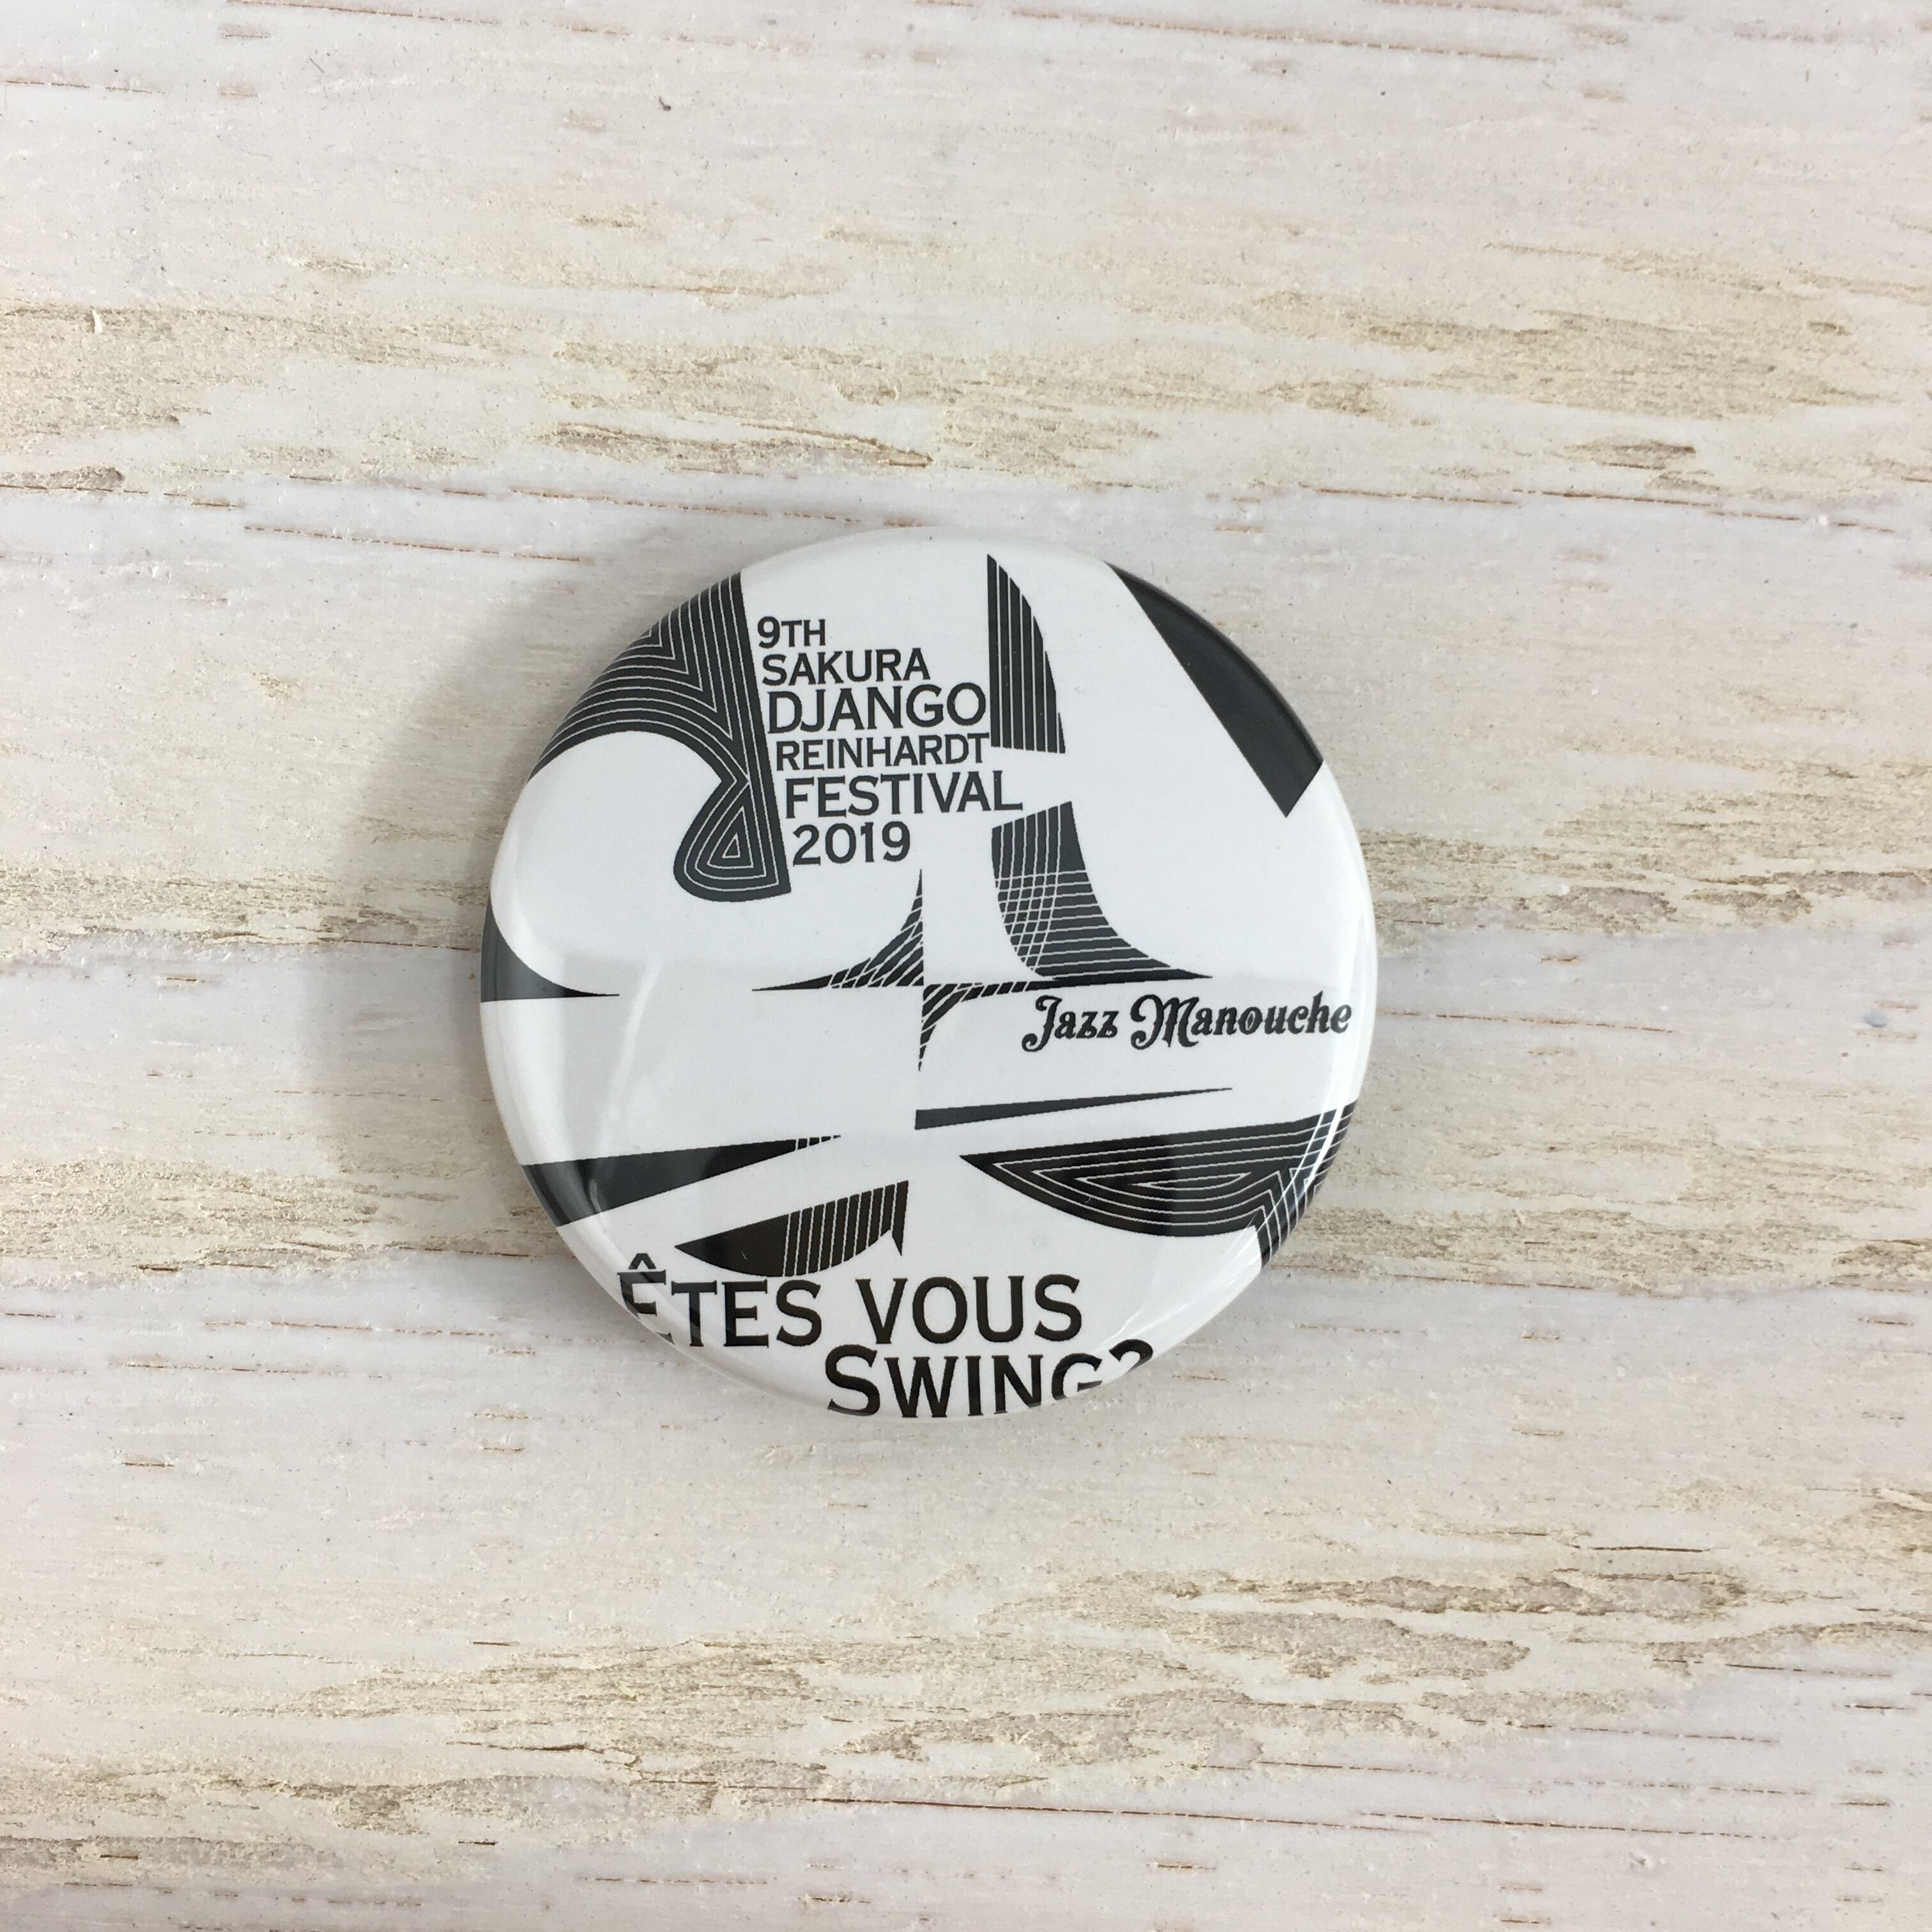 9TH
SAKURA
DJANGO
REINHARDT
FESTIVAL
2019
Jazz Manouche
ÊTES VOUS
SWING?